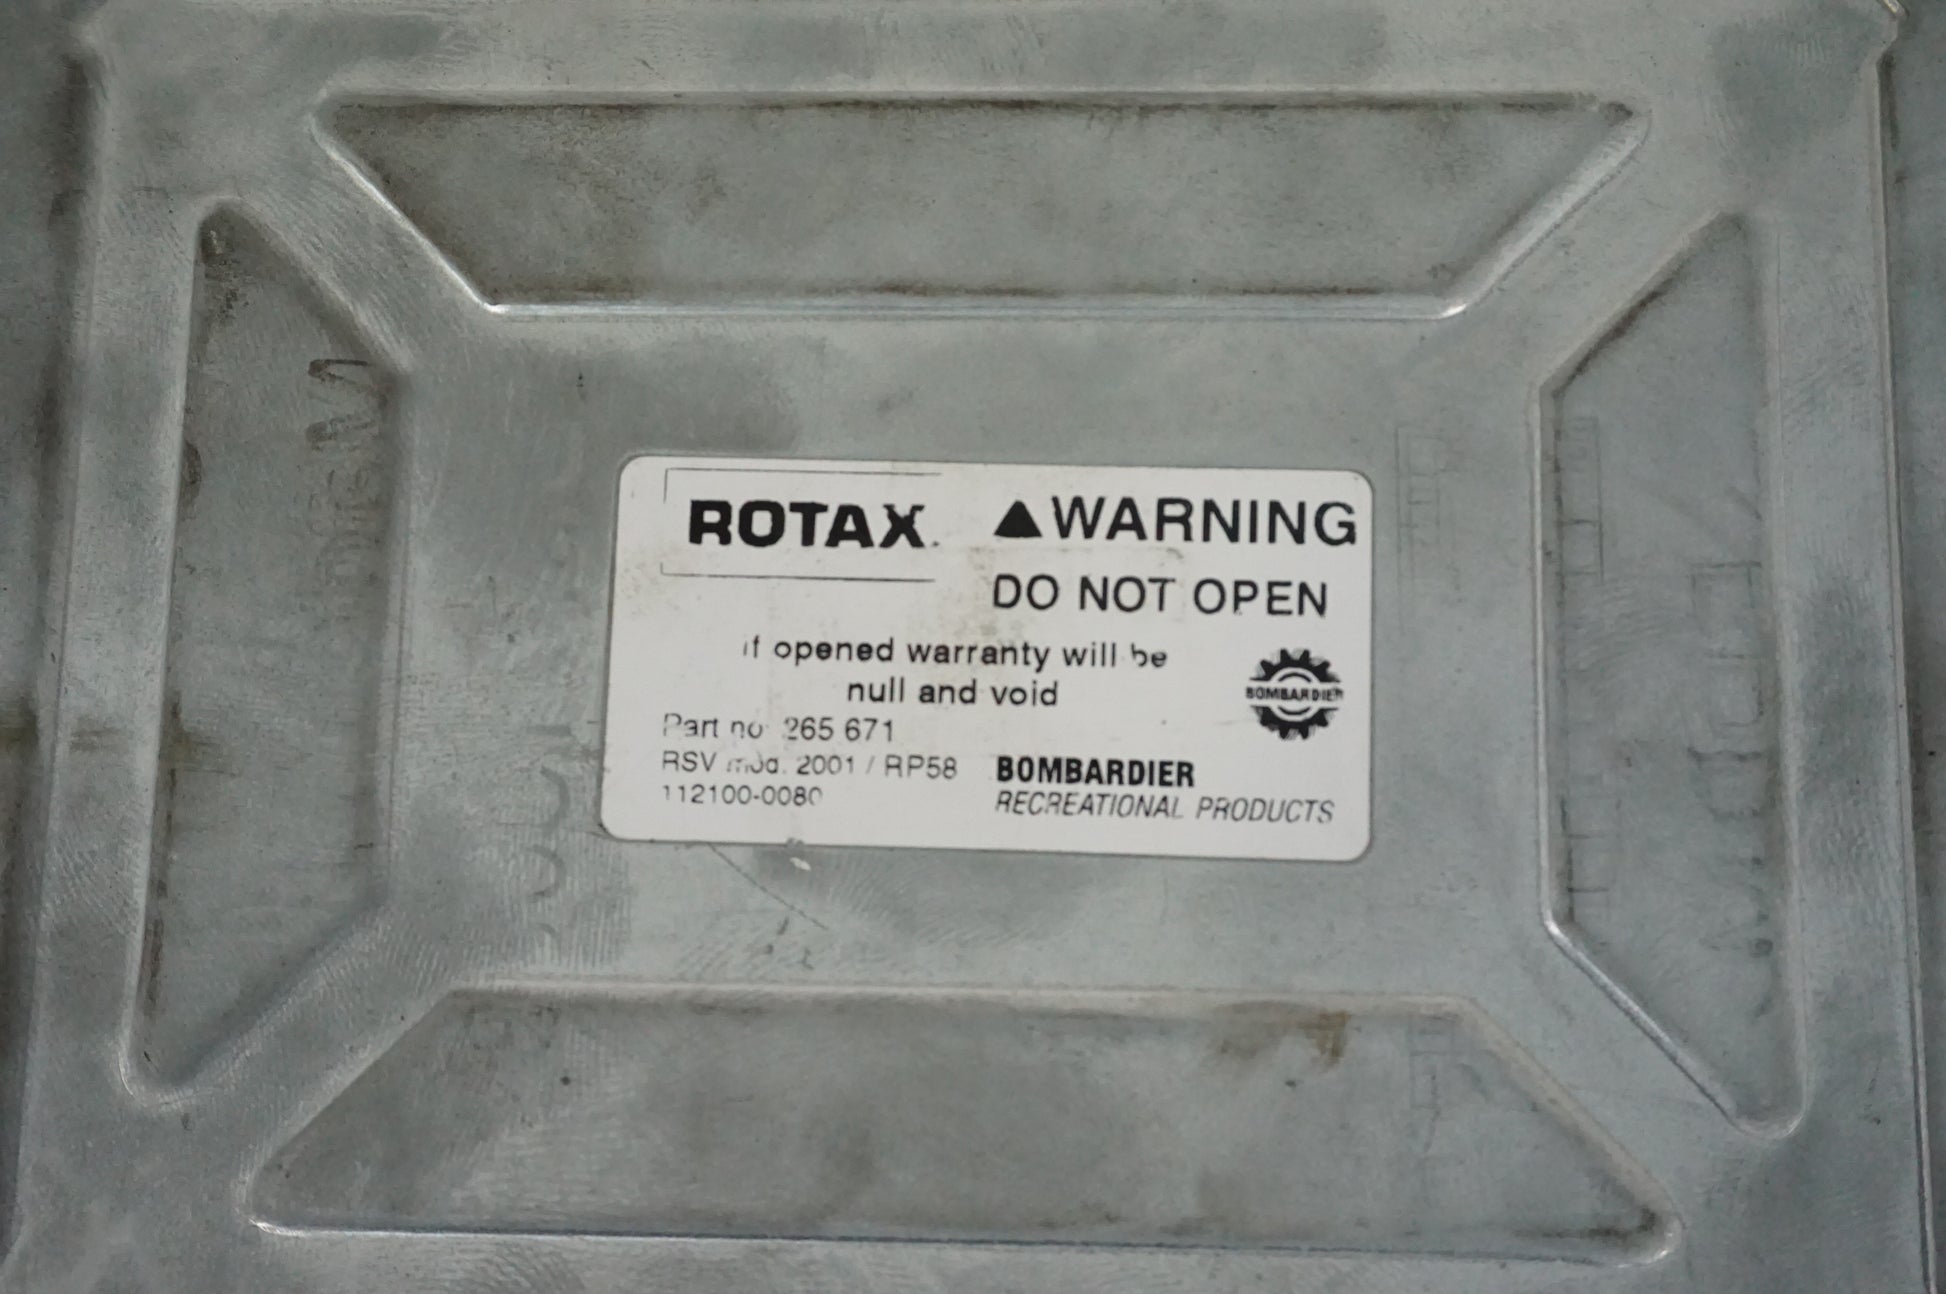 ROTAX.
WARNING
DO NOT OPEN
if opened warranty will be
null and void
BOMBARDIER
Part no: 265 671
RSV mod. 2001 / RP58
112100-0080
BOMBARDIER
RECREATIONAL PRODUCTS